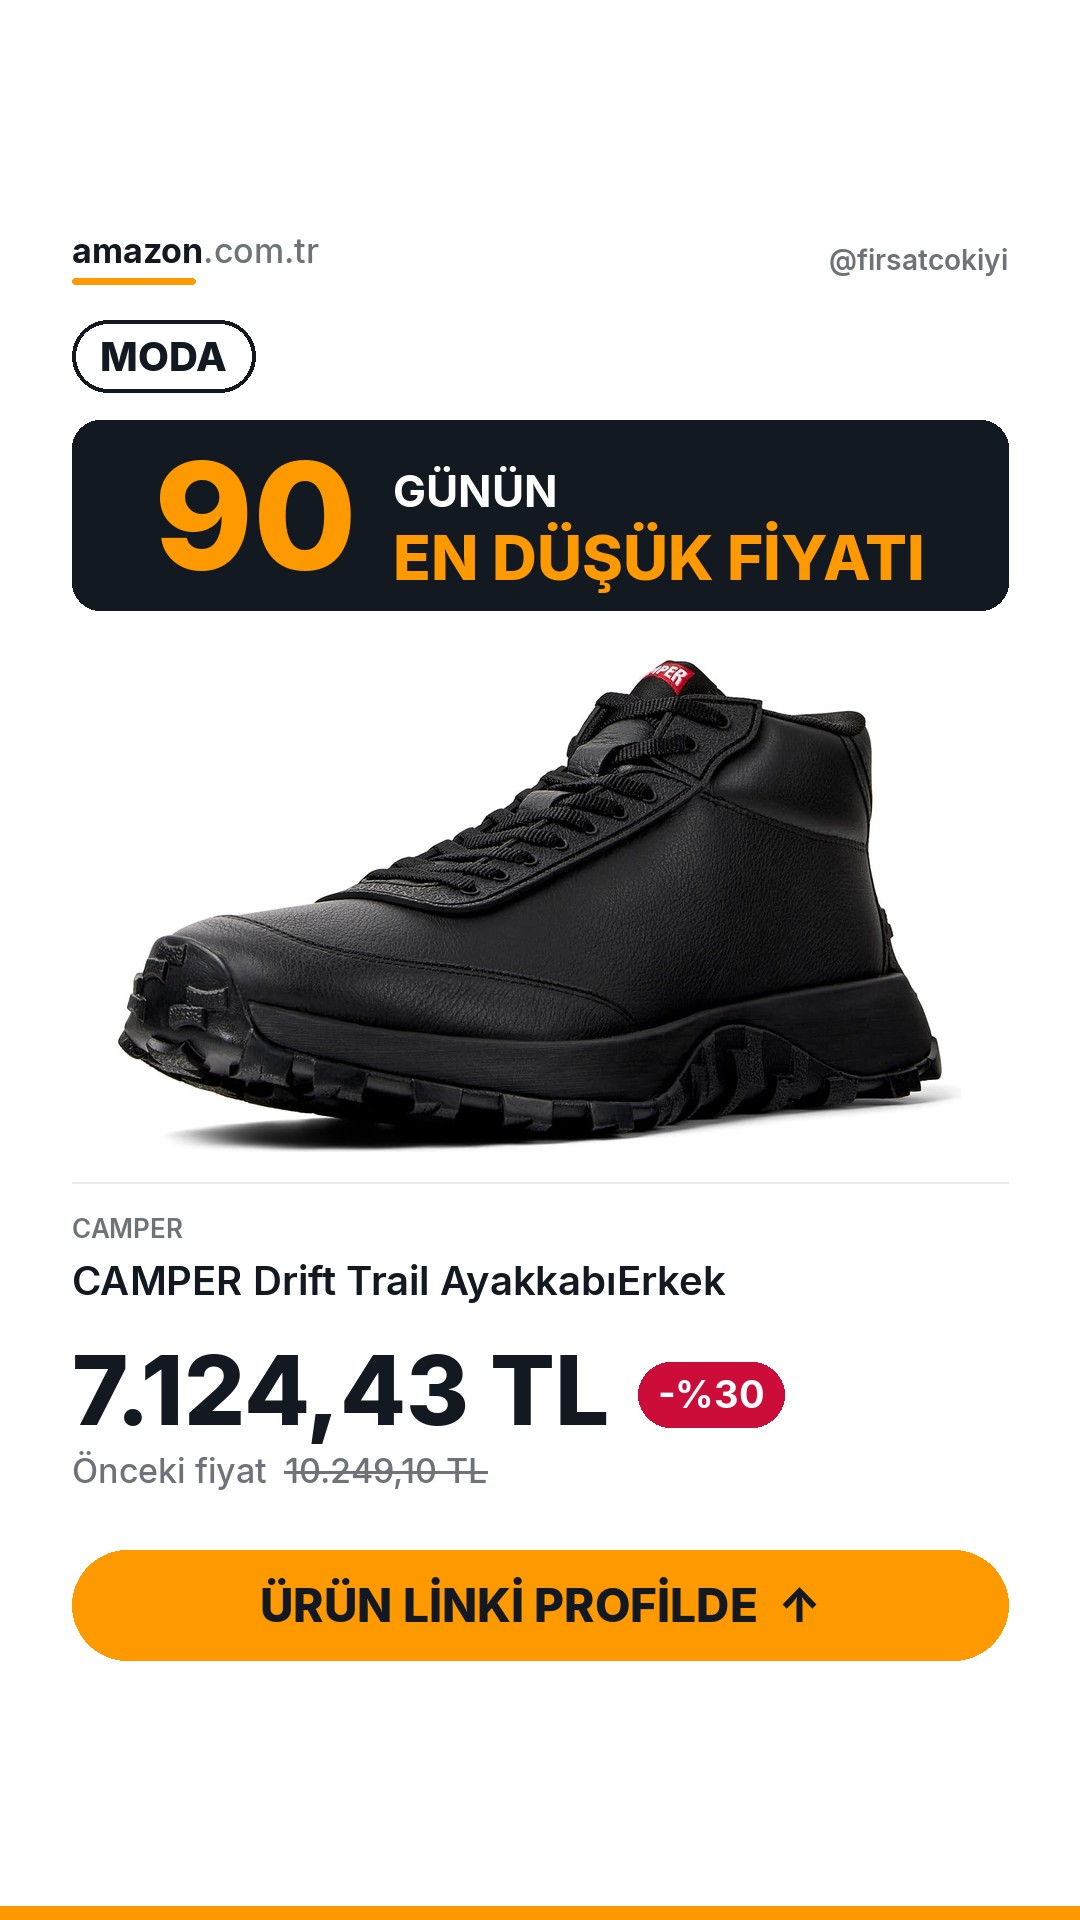 amazon.com.tr
@firsatcokiyi
MODA
90 GÜNÜN
EN DÜŞÜK FİYATI
CAMPER
CAMPER Drift Trail AyakkabıErkek
7.124,43 TL -%30
Önceki fiyat 10.249,10 TL
ÜRÜN LİNKİ PROFİLDE ↑